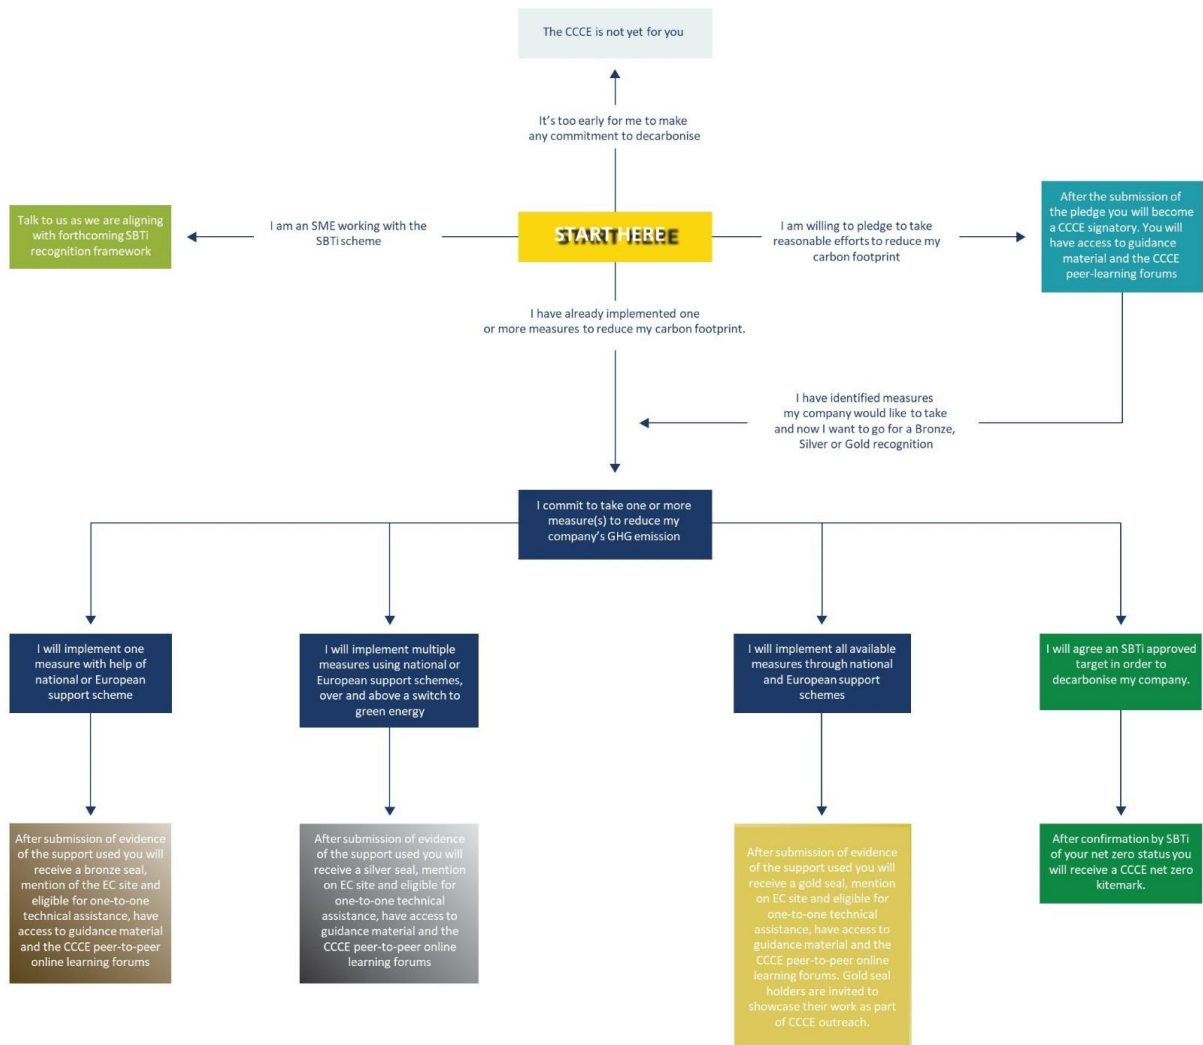 The CCCE is not yet for you
It's too early for me to make
any commitment to decarbonise
Talk to us as we are aligning
with forthcoming SBTi
recognition framework
I am an SME working with the
SBTi scheme
START HERE
I am willing to pledge to take
reasonable efforts to reduce my
carbon footprint
After the submission of
the pledge you will become
a CCCE signatory. You will
have access to guidance
material and the CCCE
peer-learning forums
I have already implemented one
or more measures to reduce my carbon footprint.
I have identified measures
my company would like to take
and now I want to go for a Bronze,
Silver or Gold recognition
I commit to take one or more
measure(s) to reduce my
company's GHG emission
I will implement one
measure with help of
national or European
support scheme
I will implement multiple
measures using national or
European support schemes,
over and above a switch to
green energy
I will implement all available
measures through national
and European support
schemes
I will agree an SBTi approved
target in order to
decarbonise my company.
After submission of evidence
of the support used you will
receive a bronze seal,
mention of the EC site and
eligible for one-to-one
technical assistance, have
access to guidance material
and the CCCE peer-to-peer
online learning forums
After submission of evidence
of the support used you will
receive a silver seal, mention
on EC site and eligible for
one-to-one technical
assistance, have access to
guidance material and the
CCCE peer-to-peer online
learning forums
After submission of evidence
of the support used you will
receive a gold seal, mention
on EC site and eligible for
one-to-one technical
assistance, have access to
guidance material and the
CCCE peer-to-peer online
learning forums. Gold seal
holders are invited to
showcase their work as part
of CCCE outreach.
After confirmation by SBTi
of your net zero status you
will receive a CCCE net zero
kitemark.